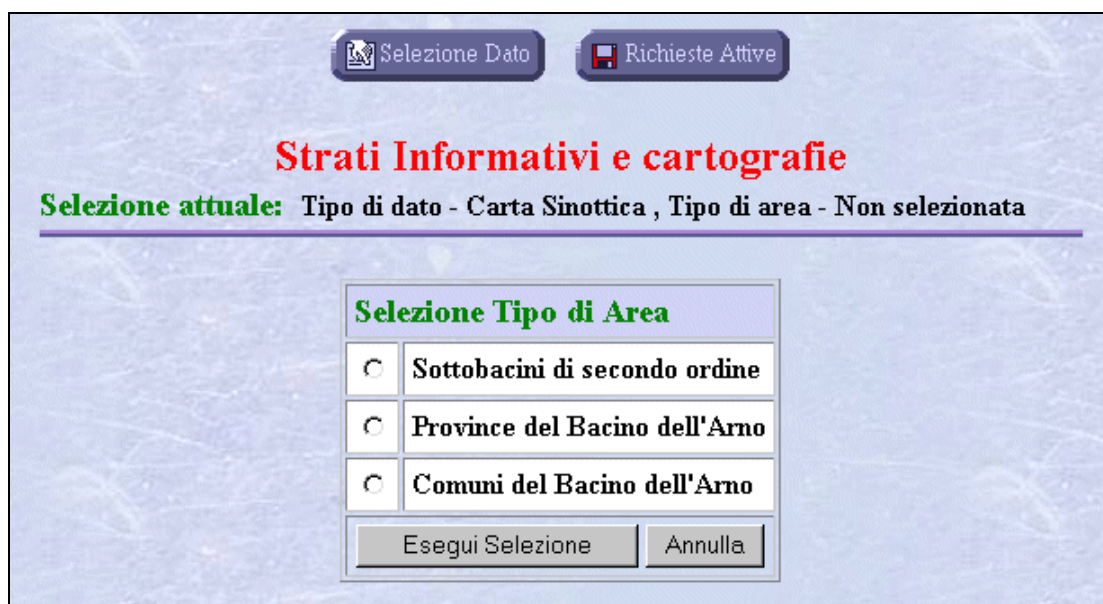 Selezione Dato Richieste Attive
Strati Informativi e cartografie
Selezione attuale: Tipo di dato - Carta Sinottica , Tipo di area - Non selezionata
Selezione Tipo di Area
Sottobacini di secondo ordine
Province del Bacino dell'Arno
Comuni del Bacino dell'Arno
Esegui Selezione Annulla